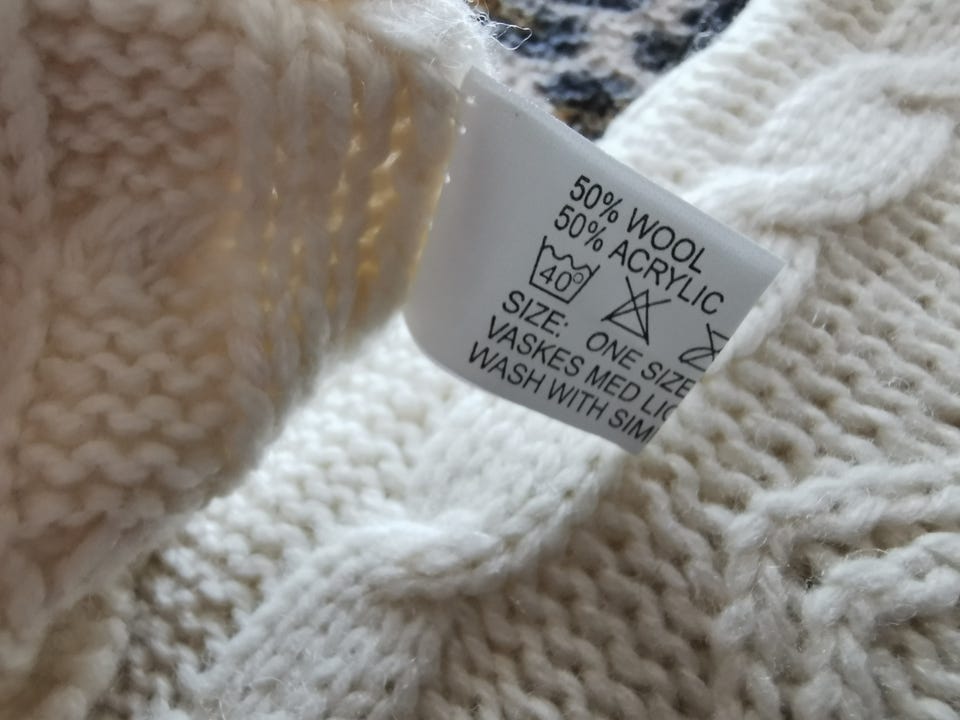 50% WOOL
50% ACRYLIC
40°
SIZE: ONE SIZE
VASKES MED
WASH WITH